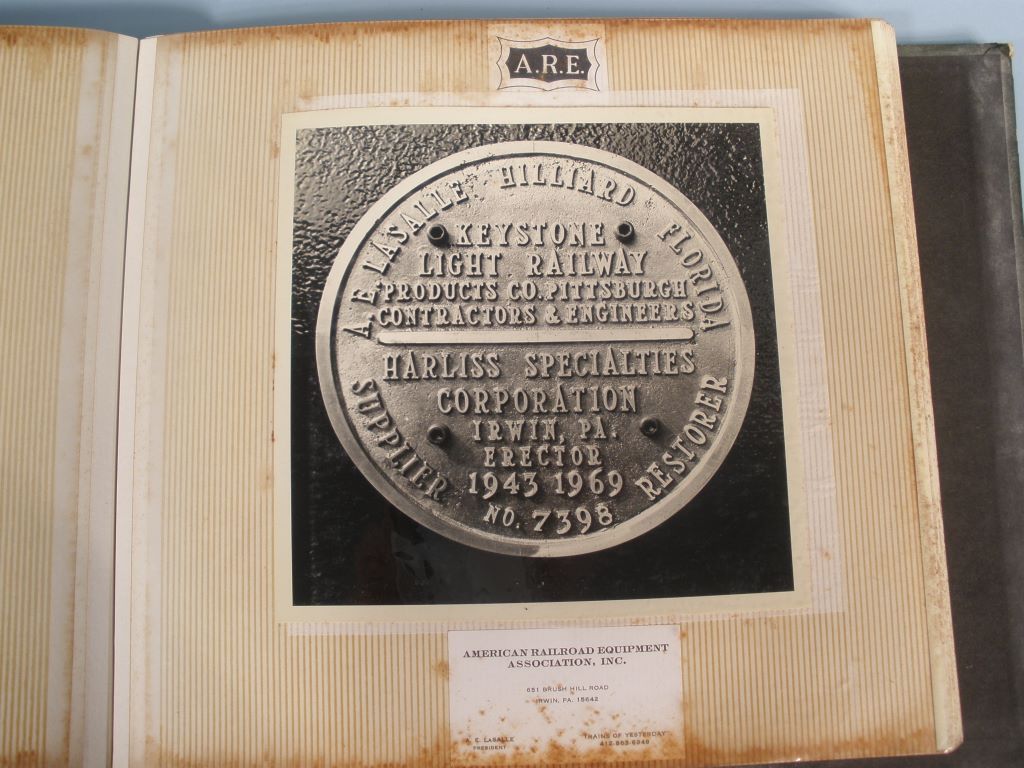 A.R.E.
A. E. LASALLE HILLIARD FLORIDA
KEYSTONE
LIGHT RAILWAY
PRODUCTS CO. PITTSBURGH
CONTRACTORS & ENGINEERS
HARLISS SPECIALTIES
CORPORATION
IRWIN, PA.
ERECTOR
1943 1969
NO. 7398
SUPPLIER
RESTORER
AMERICAN RAILROAD EQUIPMENT
ASSOCIATION, INC.
651 BRUSH HILL ROAD
IRWIN, PA. 15642
A. E. LASALLE
PRESIDENT
TRAINS OF YESTERDAY